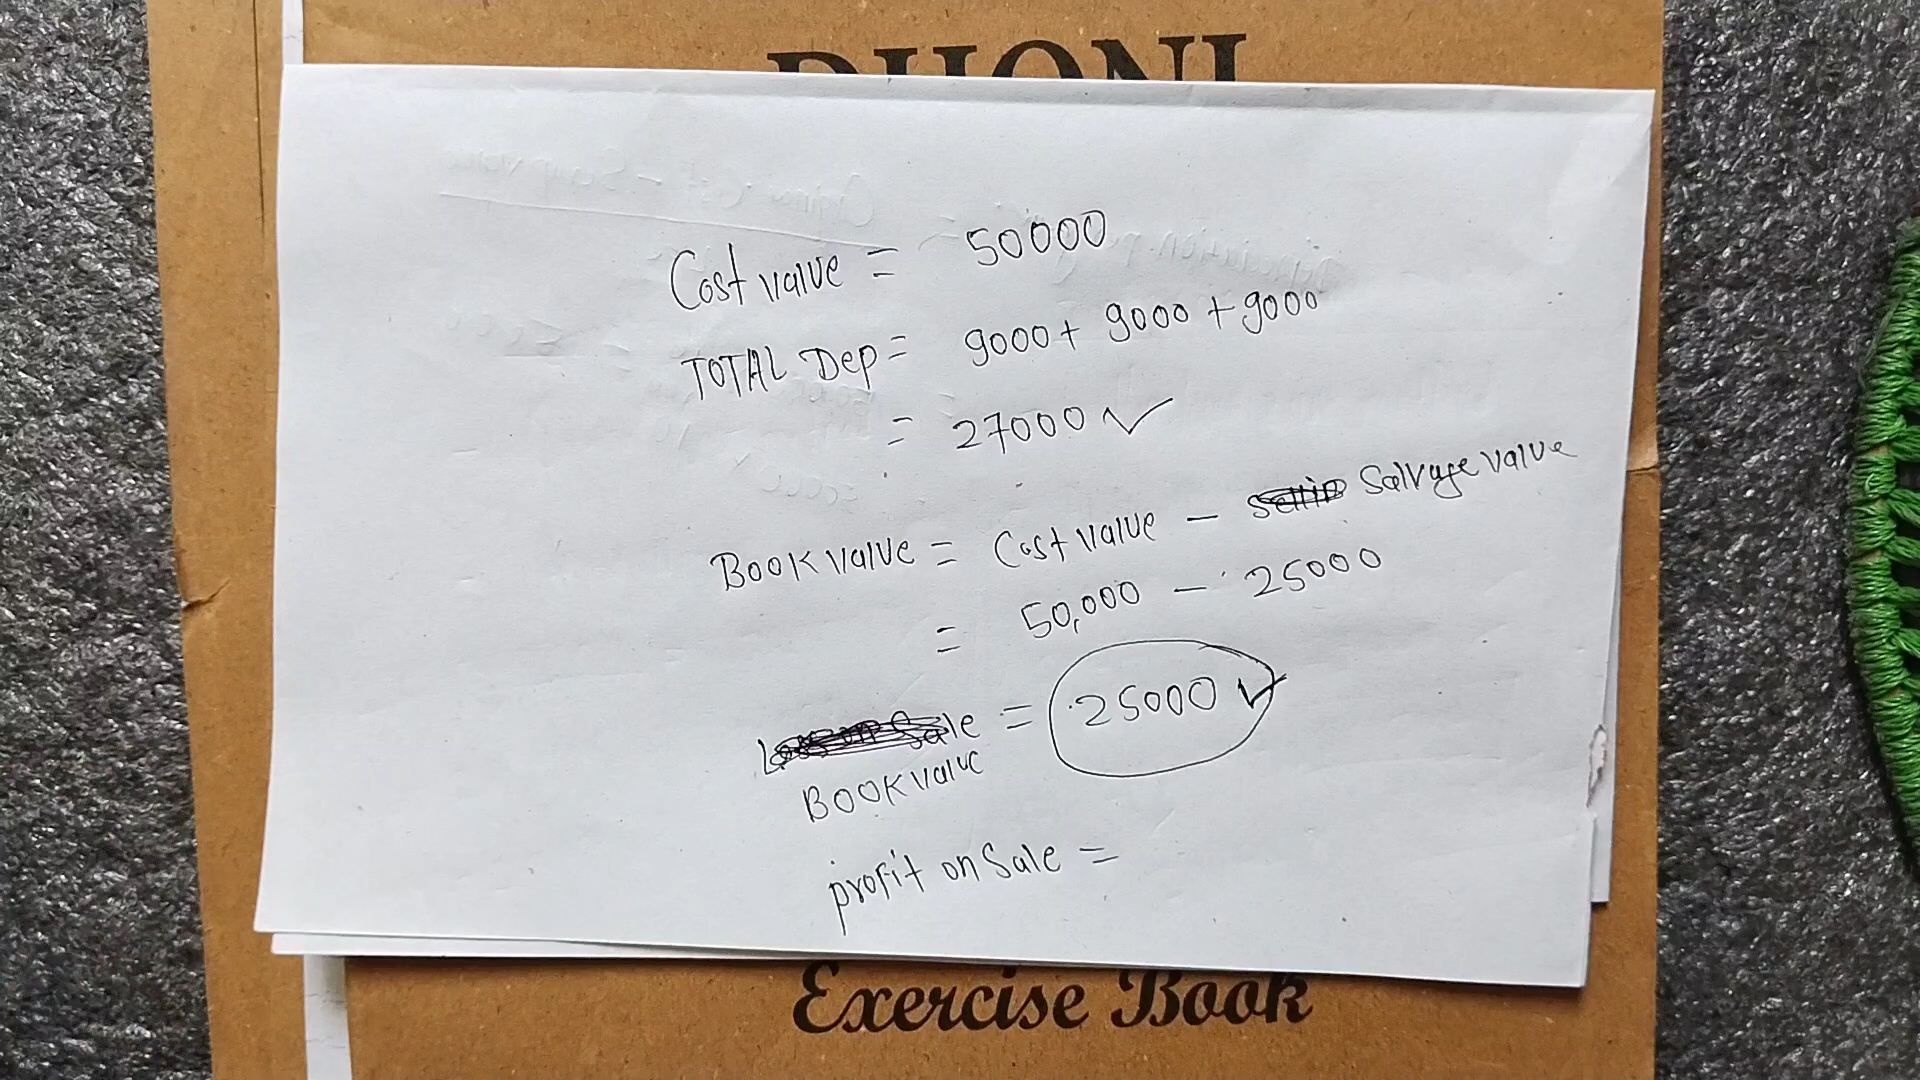 DHONI
Cost value = 50000
TOTAL Dep = 9000 + 9000 + 9000
= 27000 ✓
Book value = Cost value - Salvage value
= 50,000 - 25000
= 25000 ✓
Book value
profit on Sale =
Exercise Book